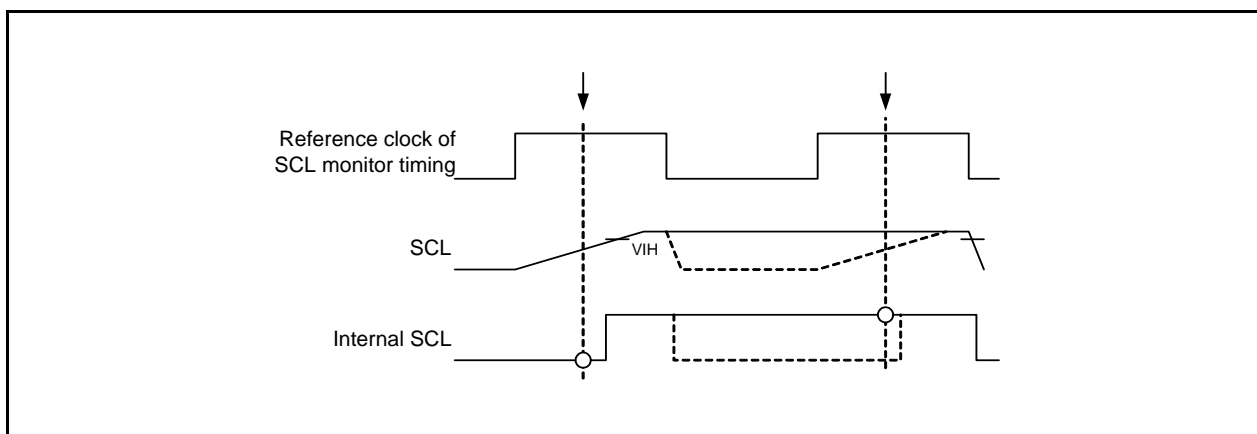 Reference clock of
SCL monitor timing
SCL
VIH
Internal SCL